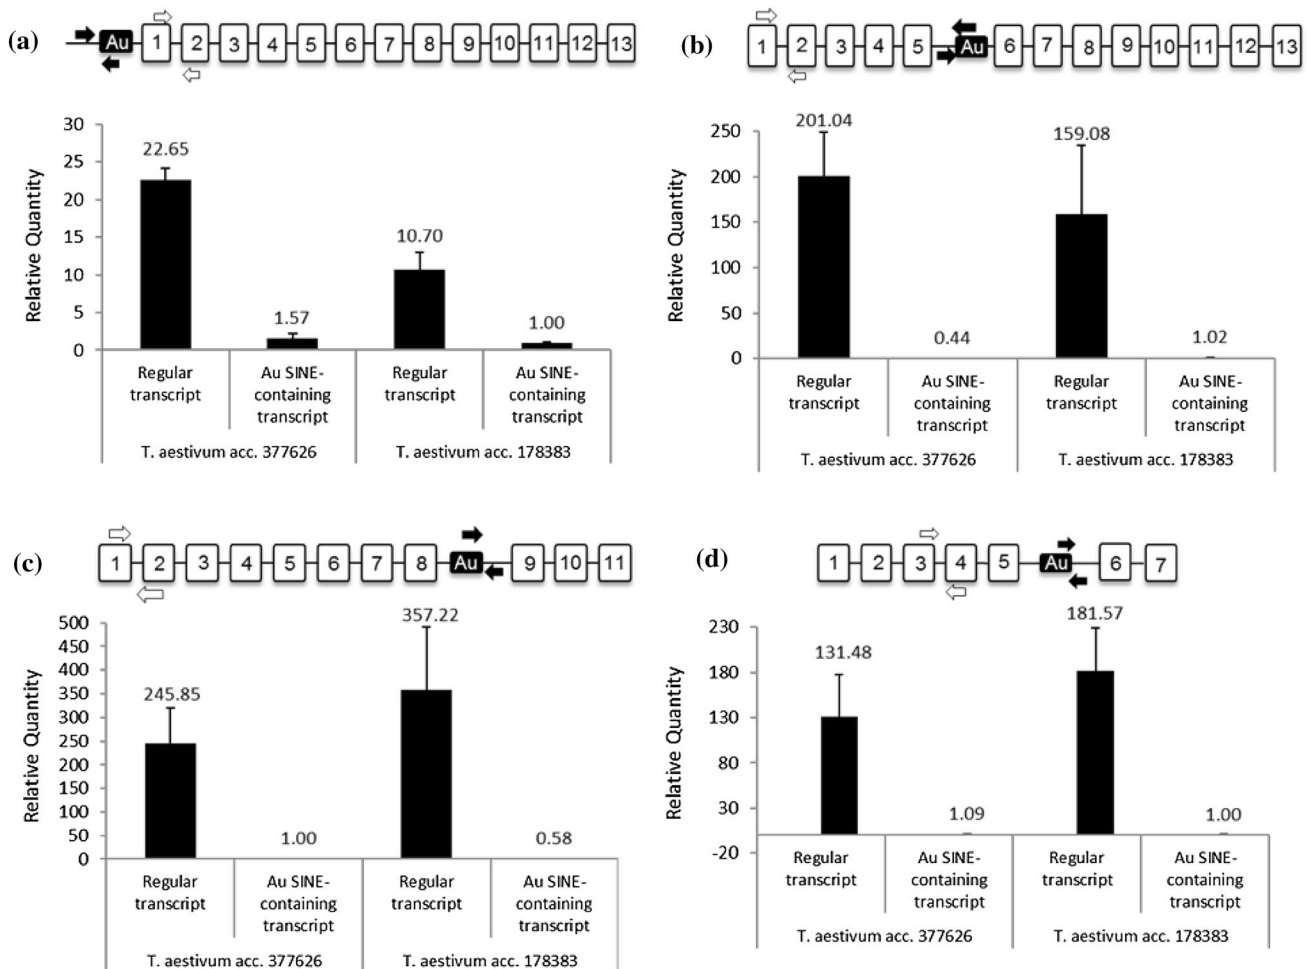 (a)
Au 1 2 3 4 5 6 7 8 9 10 11 12 13
30
25
20
15
10
5
0
Relative Quantity
22.65
1.57
10.70
1.00
Regular transcript
Au SINE-containing transcript
Regular transcript
Au SINE-containing transcript
T. aestivum acc. 377626
T. aestivum acc. 178383
(b)
1 2 3 4 5 Au 6 7 8 9 10 11 12 13
250
200
150
100
50
0
Relative Quantity
201.04
0.44
159.08
1.02
Regular transcript
Au SINE-containing transcript
Regular transcript
Au SINE-containing transcript
T. aestivum acc. 377626
T. aestivum acc. 178383
(c)
1 2 3 4 5 6 7 8 Au 9 10 11
500
450
400
350
300
250
200
150
100
50
0
Relative Quantity
245.85
1.00
357.22
0.58
Regular transcript
Au SINE-containing transcript
Regular transcript
Au SINE-containing transcript
T. aestivum acc. 377626
T. aestivum acc. 178383
(d)
1 2 3 4 5 Au 6 7
230
180
130
80
30
-20
Relative Quantity
131.48
1.09
181.57
1.00
Regular transcript
Au SINE-containing transcript
Regular transcript
Au SINE-containing transcript
T. aestivum acc. 377626
T. aestivum acc. 178383